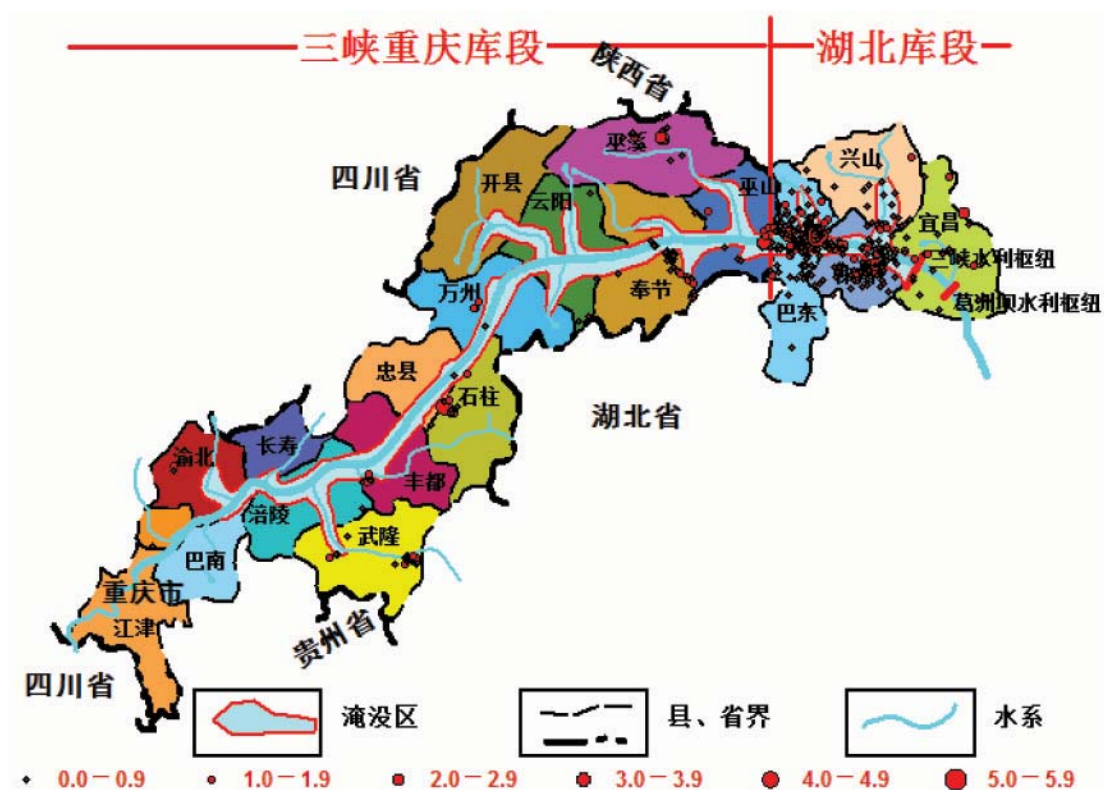 三峡重庆库段
湖北库段
陕西省
四川省
巫溪
兴山
开县
云阳
巫山
宜昌
三峡水利枢纽
万州
奉节
葛洲坝水利枢纽
巴东
忠县
石柱
湖北省
渝北
长寿
丰都
涪陵
武隆
巴南
重庆市
江津
贵州省
四川省
淹没区
县、省界
水系
0.0－0.9
1.0－1.9
2.0－2.9
3.0－3.9
4.0－4.9
5.0－5.9